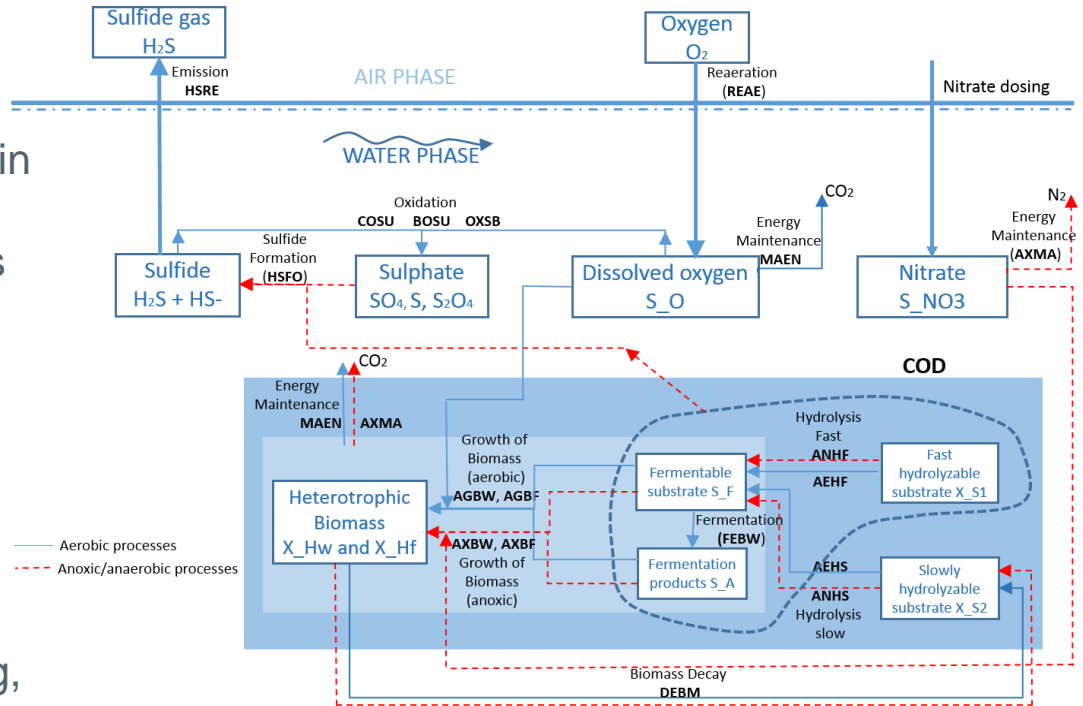 Sulfide gas
H₂S
Oxygen
O₂
Emission
HSRE
AIR PHASE
Reaeration
(REAE)
Nitrate dosing
in
WATER PHASE
CO₂
N₂
Oxidation
COSU BOSU OXSB
Energy
Maintenance
MAEN
Energy
Maintenance
(AXMA)
s
Sulfide
Formation
(HSFO)
Sulfide
H₂S + HS-
Sulphate
SO₄, S, S₂O₄
Dissolved oxygen
S_O
Nitrate
S_NO3
COD
CO₂
Energy
Maintenance
MAEN AXMA
Growth of
Biomass
(aerobic)
AGBW, AGBF
Hydrolysis
Fast
ANHF
AEHF
Fast
hydrolyzable
substrate X_S1
Fermentable
substrate S_F
Heterotrophic
Biomass
X_Hw and X_Hf
Fermentation
(FEBW)
AXBW, AXBF
Growth of
Biomass
(anoxic)
Fermentation
products S_A
AEHS
ANHS
Hydrolysis
slow
Slowly
hydrolyzable
substrate X_S2
Aerobic processes
Anoxic/anaerobic processes
Biomass Decay
DEBM
g,